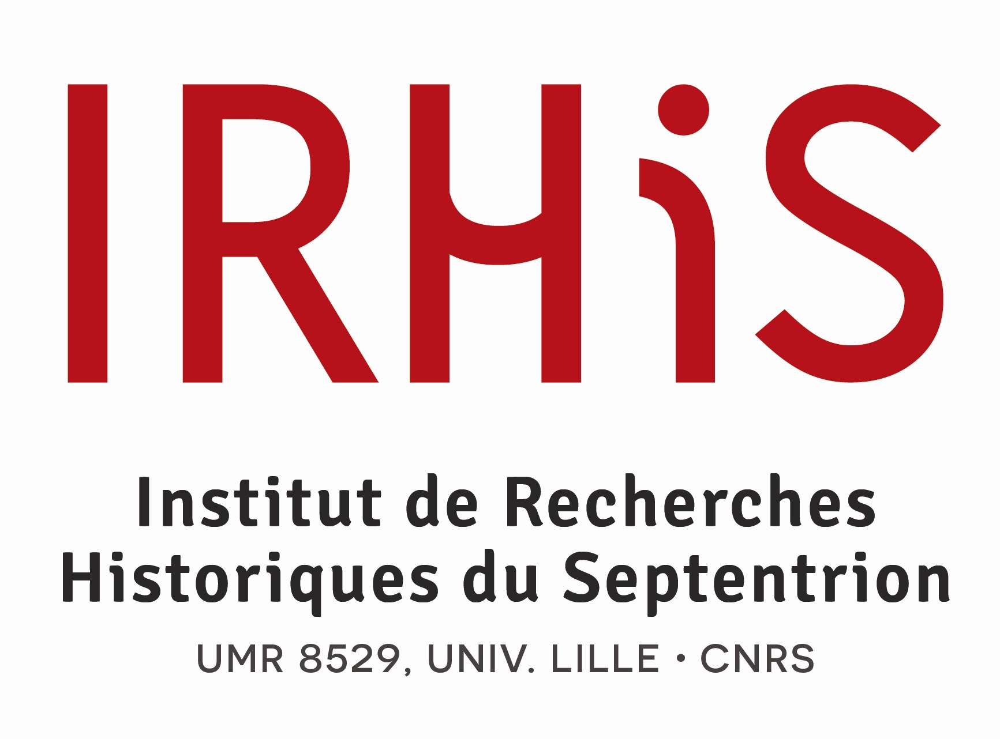 IRHiS
Institut de Recherches
Historiques du Septentrion
UMR 8529, UNIV. LILLE • CNRS